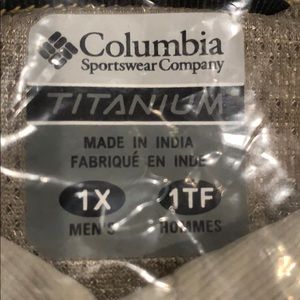 Columbia
Sportswear Company
TITANIUM
MADE IN INDIA
FABRIQUÉ EN INDE
1X 1TF
MEN'S HOMMES